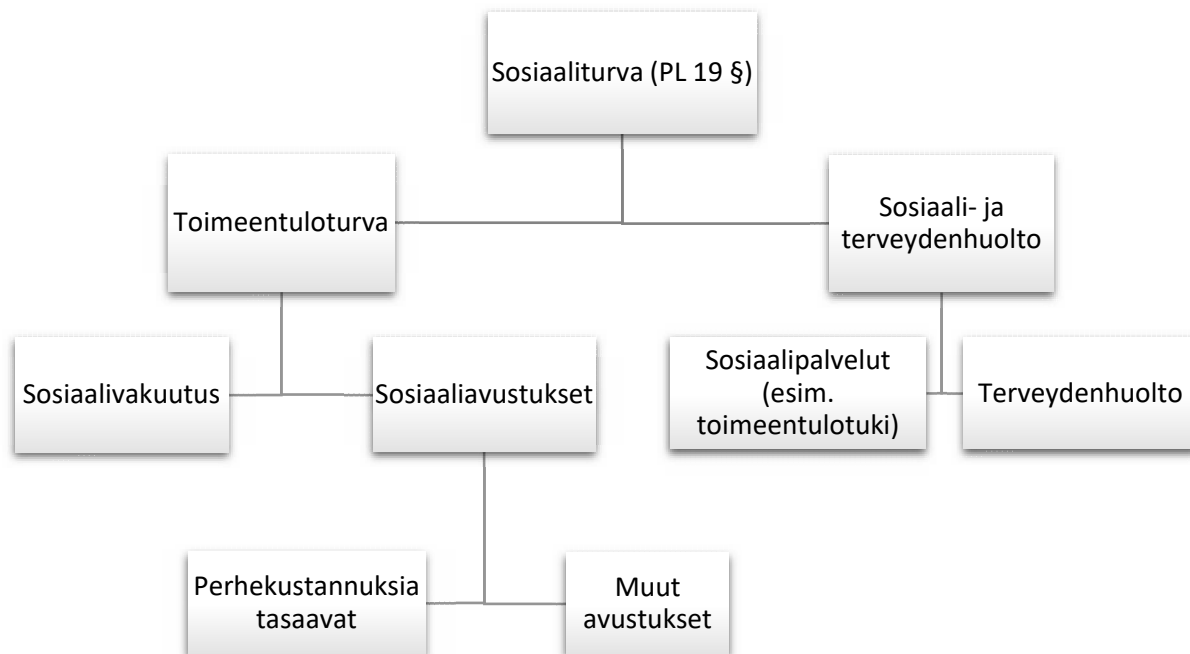 Sosiaaliturva (PL 19 §)
Toimeentuloturva
Sosiaali- ja
terveydenhuolto
Sosiaalivakuutus
Sosiaaliavustukset
Sosiaalipalvelut
(esim.
toimeentulotuki)
Terveydenhuolto
Perhekustannuksia
tasaavat
Muut
avustukset